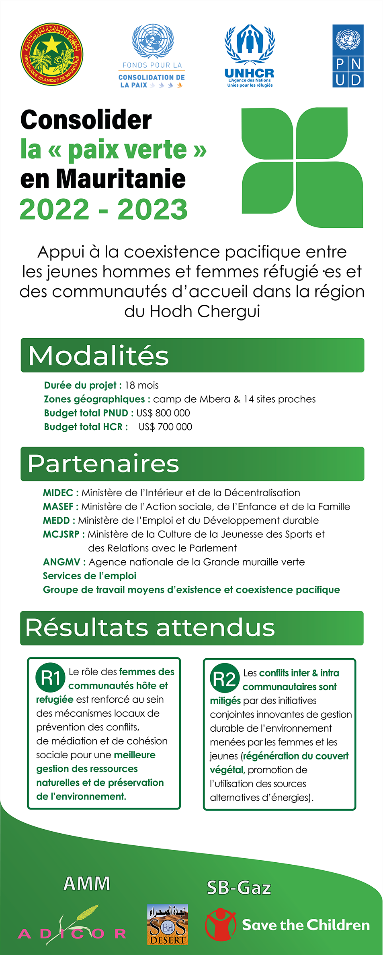 FONDS POUR LA
CONSOLIDATION DE
LA PAIX
UNHCR
L'Agence des Nations
Unies pour les réfugiés
P N
U D
Consolider
la « paix verte »
en Mauritanie
2022 - 2023
Appui à la coexistence pacifique entre
les jeunes hommes et femmes réfugié·es et
des communautés d'accueil dans la région
du Hodh Chergui
Modalités
Durée du projet : 18 mois
Zones géographiques : camp de Mbera & 14 sites proches
Budget total PNUD : US$ 800 000
Budget total HCR : US$ 700 000
Partenaires
MIDEC : Ministère de l'Intérieur et de la Décentralisation
MASEF : Ministère de l'Action sociale, de l'Enfance et de la Famille
MEDD : Ministère de l'Emploi et du Développement durable
MCJSRP : Ministère de la Culture de la Jeunesse des Sports et
des Relations avec le Parlement
ANGMV : Agence nationale de la Grande muraille verte
Services de l'emploi
Groupe de travail moyens d'existence et coexistence pacifique
Résultats attendus
R1 Le rôle des femmes des
communautés hôte et
refugiée est renforcé au sein
des mécanismes locaux de
prévention des conflits,
de médiation et de cohésion
sociale pour une meilleure
gestion des ressources
naturelles et de préservation
de l'environnement.
R2 Les conflits inter & intra
communautaires sont
mitigés par des initiatives
conjointes innovantes de gestion
durable de l'environnement
menées par les femmes et les
jeunes (régénération du couvert
végétal, promotion de
l'utilisation des sources
alternatives d'énergies).
AMM
SB-Gaz
ADICOR
SOS
DESERT
Save the Children